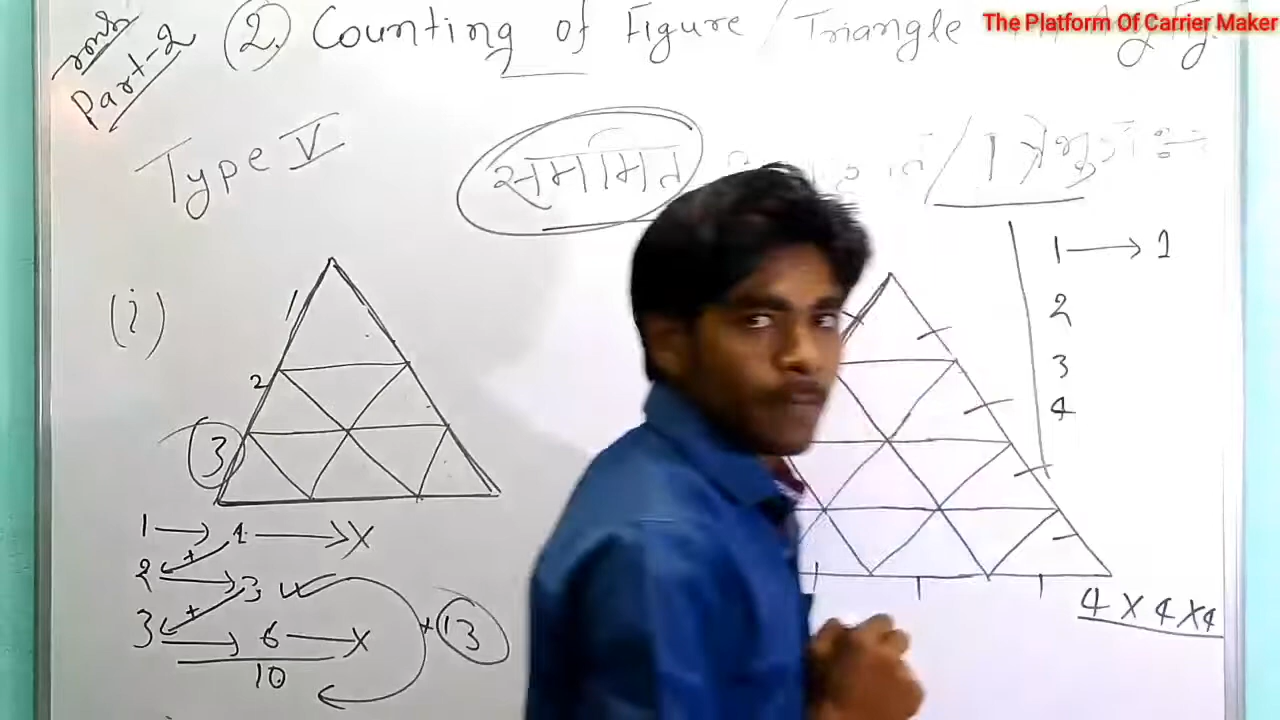 The Platform Of Carrier Maker
Part-2
(2.) Counting of Figure / Triangle
Type V
समामित
(i)
1
2
3
1 → 1 → X
2 → 3 ✓
3 → 6 → X
10
+ 13
1 → 1
2
3
4
4 X 4 X 4